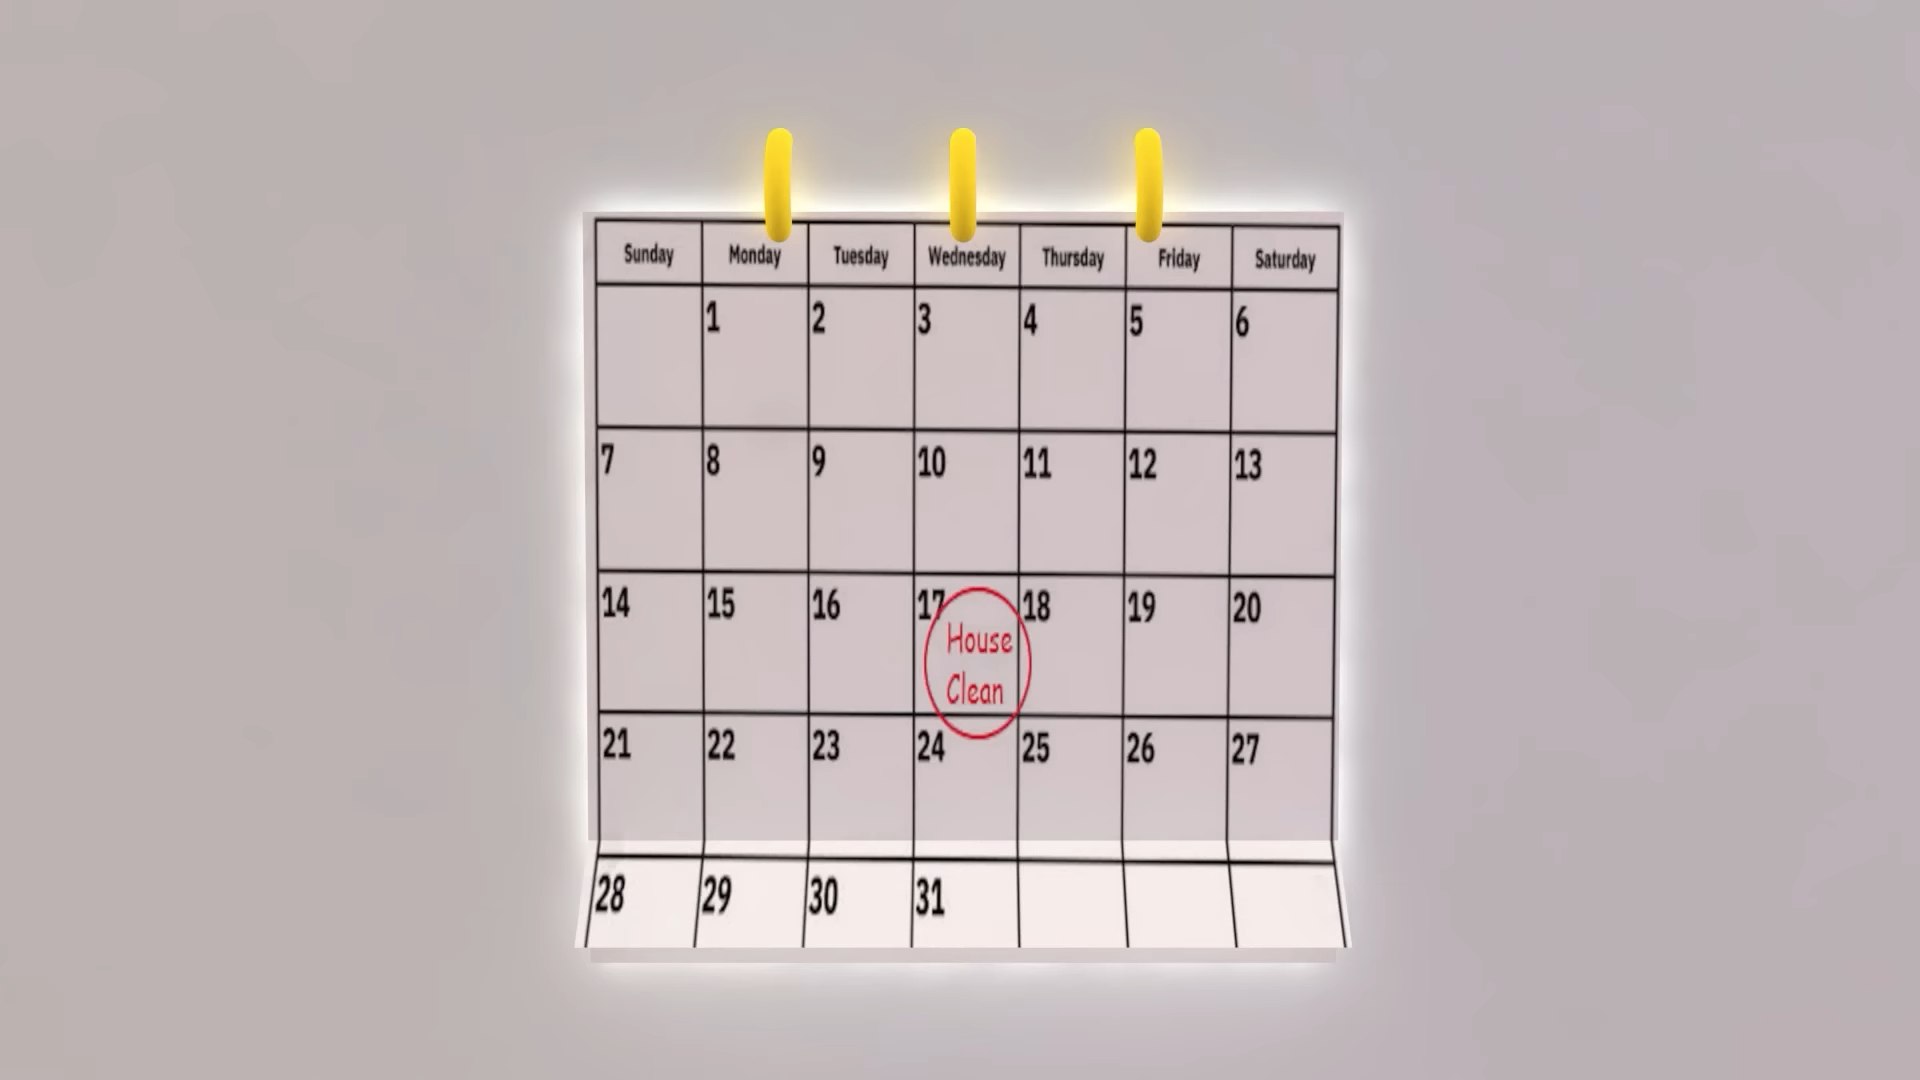 Sunday Monday Tuesday Wednesday Thursday Friday Saturday
1 2 3 4 5 6
7 8 9 10 11 12 13
14 15 16 17 18 19 20
House
Clean
21 22 23 24 25 26 27
28 29 30 31